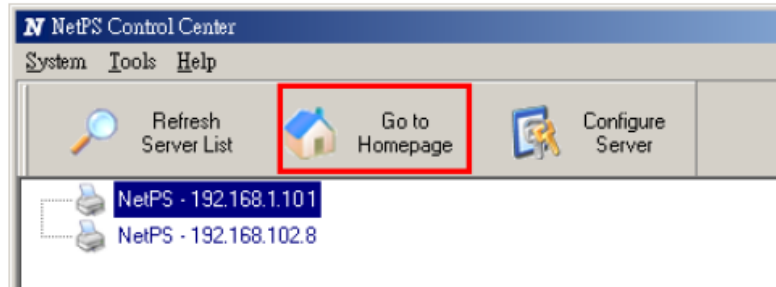 N NetPS Control Center
System Tools Help
Refresh
Server List
Go to
Homepage
Configure
Server
NetPS - 192.168.1.101
NetPS - 192.168.102.8